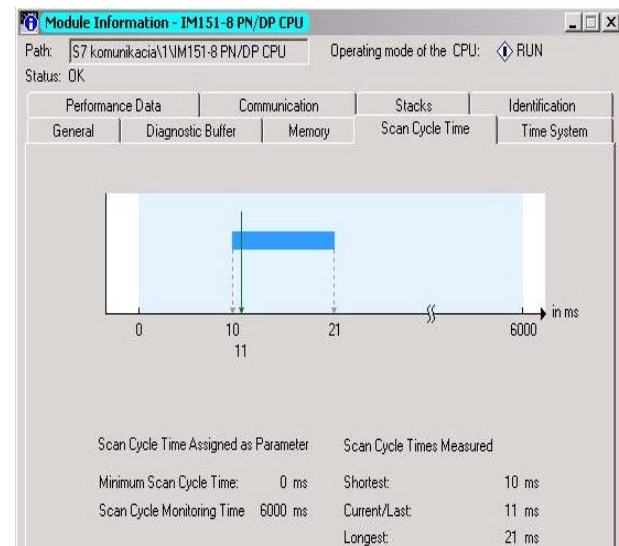 Module Information - IM151-8 PN/DP CPU
Path: S7 komunikacia\1\IM151-8 PN/DP CPU Operating mode of the CPU: RUN
Status: OK
Performance Data Communication Stacks Identification
General Diagnostic Buffer Memory Scan Cycle Time Time System
in ms
0 10 21 6000
11
Scan Cycle Time Assigned as Parameter Scan Cycle Times Measured
Minimum Scan Cycle Time: 0 ms Shortest: 10 ms
Scan Cycle Monitoring Time 6000 ms Current/Last: 11 ms
Longest: 21 ms